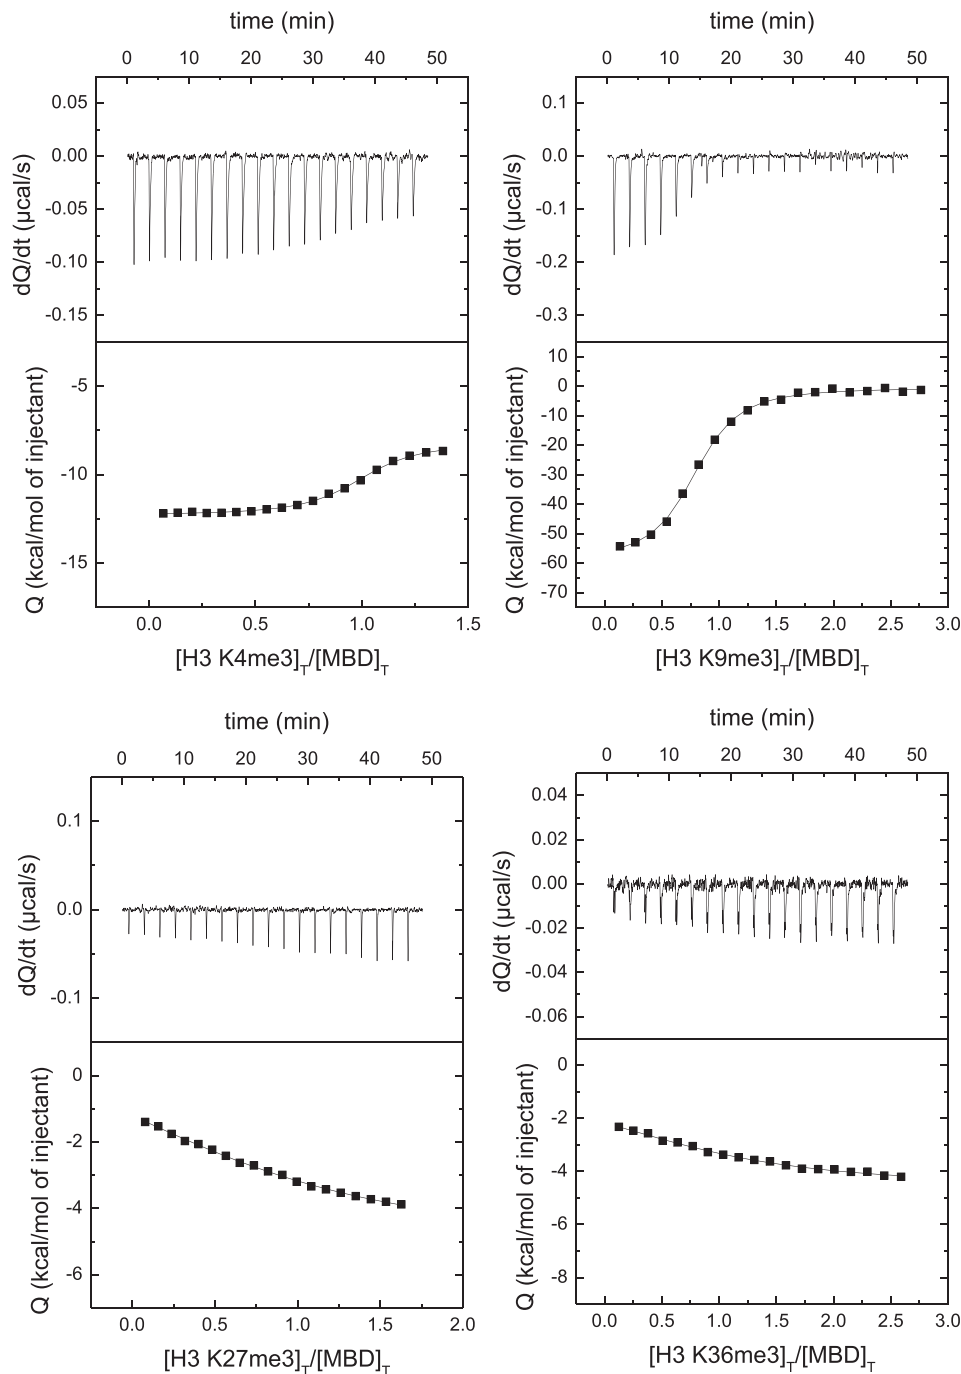 time (min)
0 10 20 30 40 50
0.05
0.00
-0.05
-0.10
-0.15
dQ/dt (µcal/s)
-5
-10
-15
Q (kcal/mol of injectant)
0.0 0.5 1.0 1.5
[H3 K4me3]T/[MBD]T
time (min)
0 10 20 30 40 50
0.1
0.0
-0.1
-0.2
-0.3
dQ/dt (µcal/s)
10
0
-10
-20
-30
-40
-50
-60
-70
Q (kcal/mol of injectant)
0.0 0.5 1.0 1.5 2.0 2.5 3.0
[H3 K9me3]T/[MBD]T
time (min)
0 10 20 30 40 50
0.1
0.0
-0.1
dQ/dt (µcal/s)
0
-2
-4
-6
Q (kcal/mol of injectant)
0.0 0.5 1.0 1.5 2.0
[H3 K27me3]T/[MBD]T
time (min)
0 10 20 30 40 50
0.04
0.02
0.00
-0.02
-0.04
-0.06
dQ/dt (µcal/s)
0
-2
-4
-6
-8
Q (kcal/mol of injectant)
0.0 0.5 1.0 1.5 2.0 2.5 3.0
[H3 K36me3]T/[MBD]T